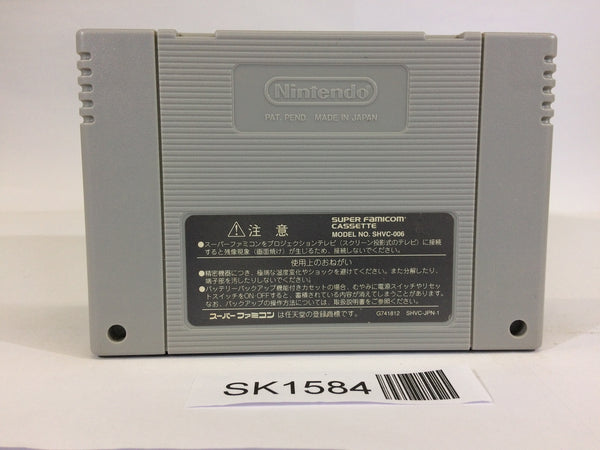 Nintendo
PAT. PEND. MADE IN JAPAN
⚠注意
SUPER FAMICOM
CASSETTE
MODEL NO. SHVC-006
●スーパーファミコンをプロジェクションテレビ（スクリーン投影式のテレビ）に接続
すると残像現象（画面焼け）が生じるため、接続しないでください。
使用上のおねがい
●精密機器につき、極端な温度変化やショックを避けてください。また分解したり、
端子部を汚したりしないでください。
●バッテリーバックアップ機能付きカセットの場合、むやみに電源スイッチやリセ
ットスイッチをON・OFFすると、蓄積されている内容が消えてしまうことがあります。
なお、バックアップの操作方法については、取扱説明書をご参照ください。
スーパーファミコンは任天堂の登録商標です。
G741812 SHVC-JPN-1
SK1584